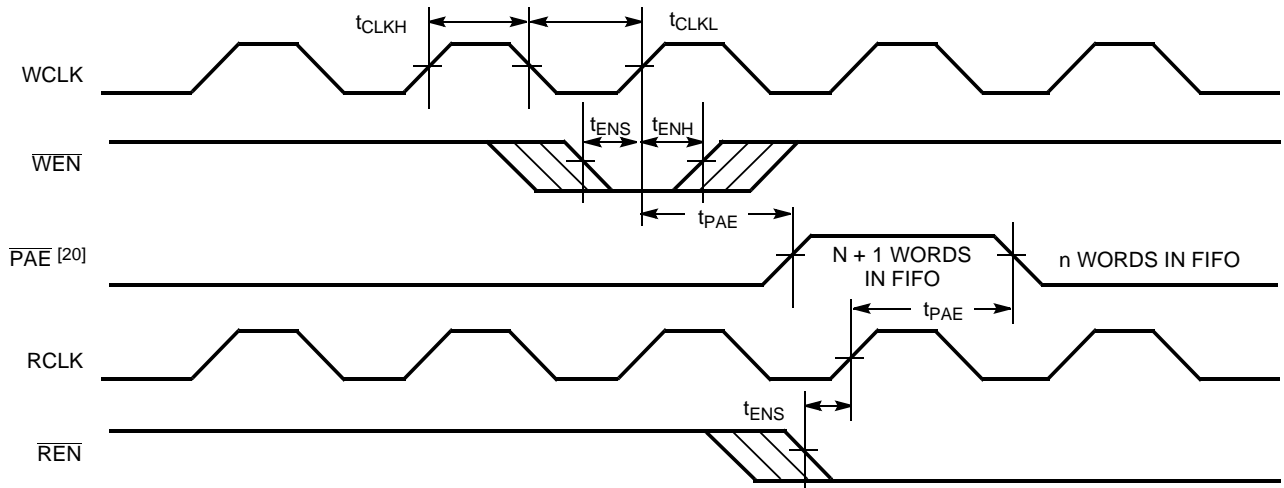 tCLKH
tCLKL
WCLK
tENS
tENH
WEN
tPAE
PAE [20]
N + 1 WORDS
IN FIFO
n WORDS IN FIFO
tPAE
RCLK
tENS
REN